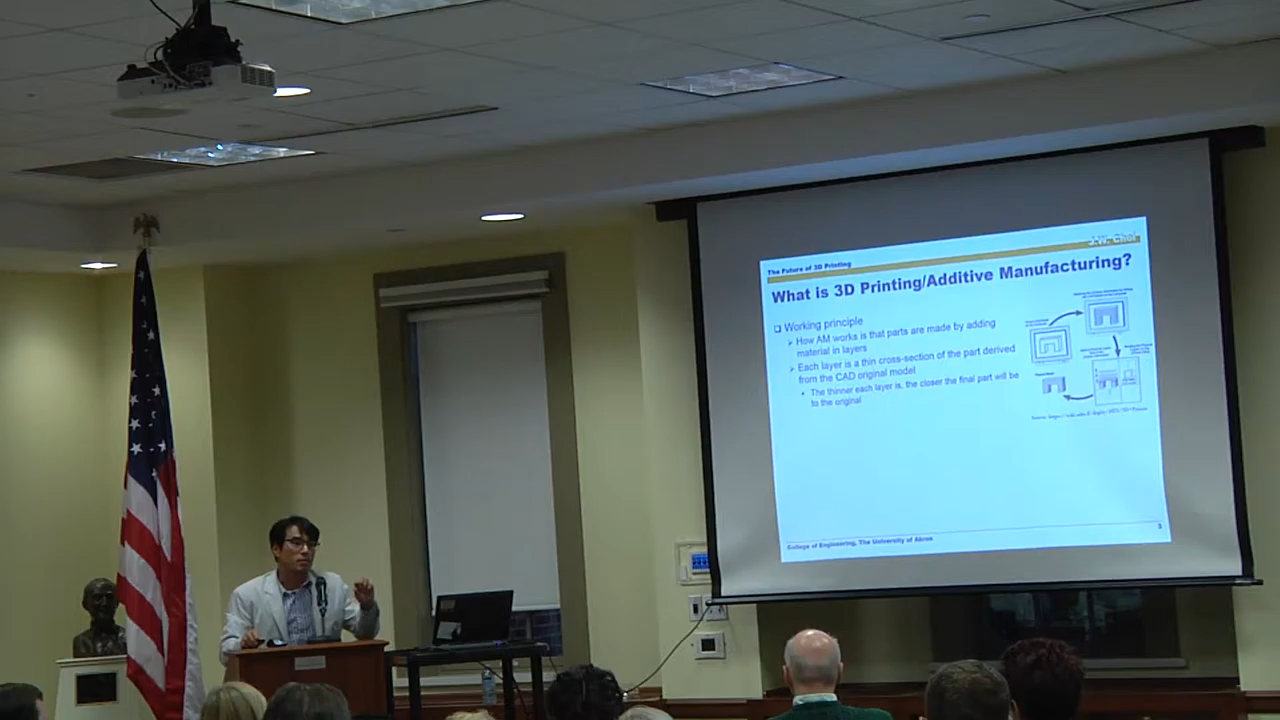 J.W. Choi
The Future of 3D Printing
What is 3D Printing/Additive Manufacturing?
Working principle
How AM works is that parts are made by adding
material in layers
Each layer is a thin cross-section of the part derived
from the CAD original model
The thinner each layer is, the closer the final part will be
to the original
College of Engineering, The University of Akron
3